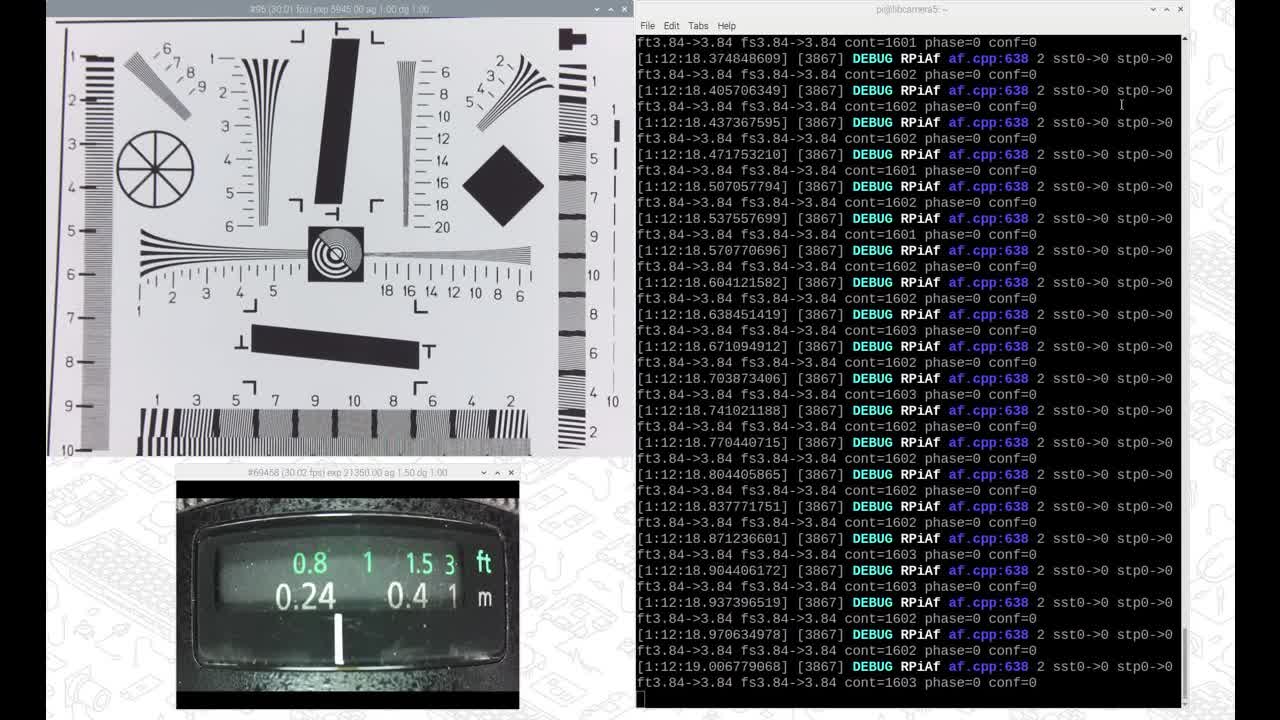 #95 (30.01 fps) exp 5945.00 ag 1.00 dg 1.00
1 2 3 4 5 6 7 8 9 10
6 7 8 9
1 2 3 4 5 6
6 8 10 12 14 16 18 20
2 3 4 5
1 3 5 7 9 10 8 6 4 2
1
10
1 2 3 4 5 18 16 14 12 10 8 6
1 3 5 7 9 10 8 6 4 2
#69458 (30.02 fps) exp 21350.00 ag 1.50 dg 1.00
0.8 1 1.5 3 ft
0.24 0.4 1 m
pi@libcamera5: ~
File Edit Tabs Help
ft3.84->3.84 fs3.84->3.84 cont=1601 phase=0 conf=0
[1:12:18.374848609] [3867] DEBUG RPiAf af.cpp:638 2 sst0->0 stp0->0
ft3.84->3.84 fs3.84->3.84 cont=1602 phase=0 conf=0
[1:12:18.405706349] [3867] DEBUG RPiAf af.cpp:638 2 sst0->0 stp0->0
ft3.84->3.84 fs3.84->3.84 cont=1602 phase=0 conf=0
[1:12:18.437367595] [3867] DEBUG RPiAf af.cpp:638 2 sst0->0 stp0->0
ft3.84->3.84 fs3.84->3.84 cont=1602 phase=0 conf=0
[1:12:18.471753210] [3867] DEBUG RPiAf af.cpp:638 2 sst0->0 stp0->0
ft3.84->3.84 fs3.84->3.84 cont=1601 phase=0 conf=0
[1:12:18.507057794] [3867] DEBUG RPiAf af.cpp:638 2 sst0->0 stp0->0
ft3.84->3.84 fs3.84->3.84 cont=1602 phase=0 conf=0
[1:12:18.537557699] [3867] DEBUG RPiAf af.cpp:638 2 sst0->0 stp0->0
ft3.84->3.84 fs3.84->3.84 cont=1601 phase=0 conf=0
[1:12:18.570770696] [3867] DEBUG RPiAf af.cpp:638 2 sst0->0 stp0->0
ft3.84->3.84 fs3.84->3.84 cont=1602 phase=0 conf=0
[1:12:18.604121582] [3867] DEBUG RPiAf af.cpp:638 2 sst0->0 stp0->0
ft3.84->3.84 fs3.84->3.84 cont=1602 phase=0 conf=0
[1:12:18.638451419] [3867] DEBUG RPiAf af.cpp:638 2 sst0->0 stp0->0
ft3.84->3.84 fs3.84->3.84 cont=1603 phase=0 conf=0
[1:12:18.671094912] [3867] DEBUG RPiAf af.cpp:638 2 sst0->0 stp0->0
ft3.84->3.84 fs3.84->3.84 cont=1602 phase=0 conf=0
[1:12:18.703873406] [3867] DEBUG RPiAf af.cpp:638 2 sst0->0 stp0->0
ft3.84->3.84 fs3.84->3.84 cont=1603 phase=0 conf=0
[1:12:18.741021188] [3867] DEBUG RPiAf af.cpp:638 2 sst0->0 stp0->0
ft3.84->3.84 fs3.84->3.84 cont=1602 phase=0 conf=0
[1:12:18.770440715] [3867] DEBUG RPiAf af.cpp:638 2 sst0->0 stp0->0
ft3.84->3.84 fs3.84->3.84 cont=1602 phase=0 conf=0
[1:12:18.804405865] [3867] DEBUG RPiAf af.cpp:638 2 sst0->0 stp0->0
ft3.84->3.84 fs3.84->3.84 cont=1602 phase=0 conf=0
[1:12:18.837771751] [3867] DEBUG RPiAf af.cpp:638 2 sst0->0 stp0->0
ft3.84->3.84 fs3.84->3.84 cont=1602 phase=0 conf=0
[1:12:18.871236601] [3867] DEBUG RPiAf af.cpp:638 2 sst0->0 stp0->0
ft3.84->3.84 fs3.84->3.84 cont=1603 phase=0 conf=0
[1:12:18.904406172] [3867] DEBUG RPiAf af.cpp:638 2 sst0->0 stp0->0
ft3.84->3.84 fs3.84->3.84 cont=1603 phase=0 conf=0
[1:12:18.937396519] [3867] DEBUG RPiAf af.cpp:638 2 sst0->0 stp0->0
ft3.84->3.84 fs3.84->3.84 cont=1602 phase=0 conf=0
[1:12:18.970634978] [3867] DEBUG RPiAf af.cpp:638 2 sst0->0 stp0->0
ft3.84->3.84 fs3.84->3.84 cont=1602 phase=0 conf=0
[1:12:19.006779068] [3867] DEBUG RPiAf af.cpp:638 2 sst0->0 stp0->0
ft3.84->3.84 fs3.84->3.84 cont=1603 phase=0 conf=0